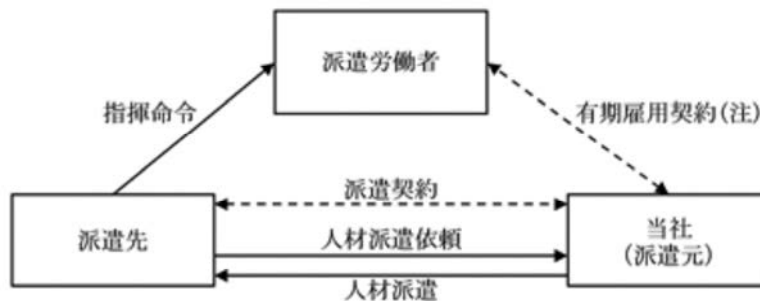 派遣労働者
指揮命令
有期雇用契約(注)
派遣契約
派遣先
人材派遣依頼
当社
(派遣元)
人材派遣